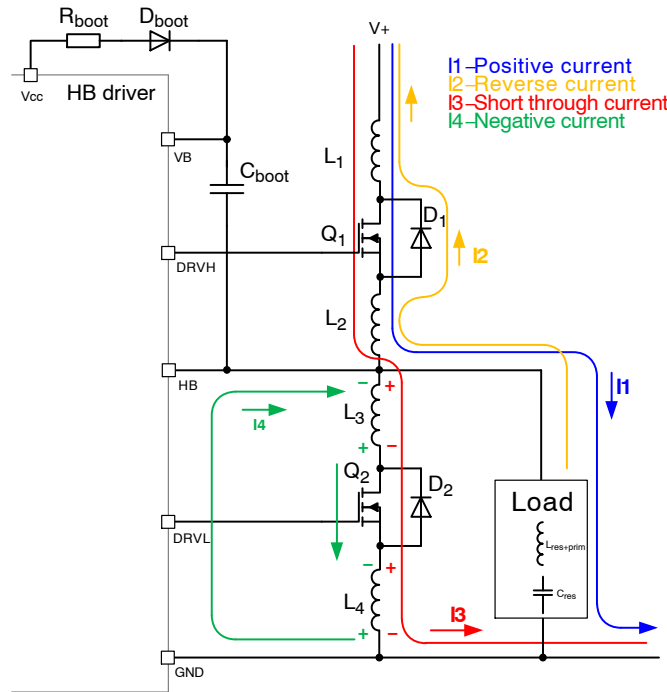 Rboot
Dboot
V+
I1–Positive current
I2–Reverse current
I3–Short through current
I4–Negative current
Vcc
HB driver
VB
Cboot
L1
Q1
D1
I2
DRVH
L2
HB
I1
– +
I4
L3
+ –
Q2
D2
Load
DRVL
Lres+prim
– +
Cres
L4
+ –
I3
GND